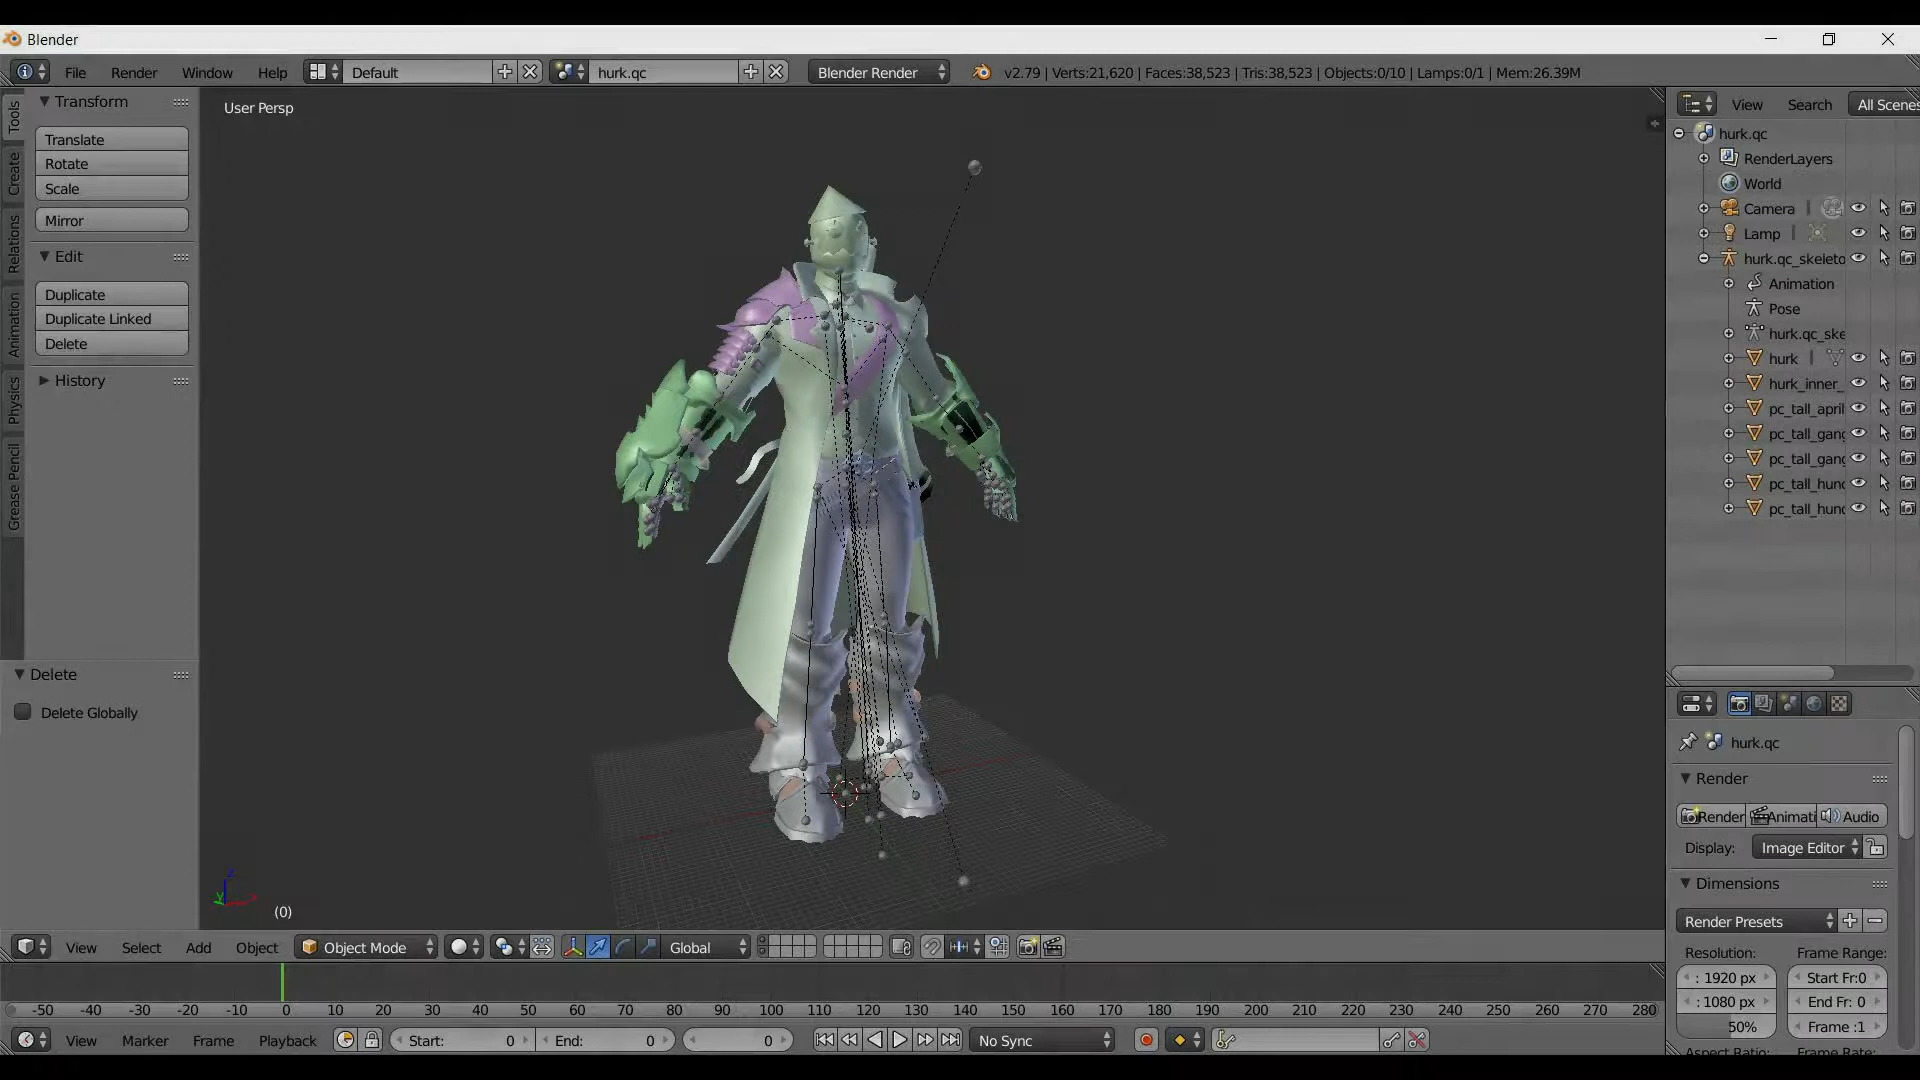 Blender
File Render Window Help Default hurk.qc Blender Render v2.79 | Verts:21,620 | Faces:38,523 | Tris:38,523 | Objects:0/10 | Lamps:0/1 | Mem:26.39M
Tools
Create
Relations
Animation
Physics
Grease Pencil
Transform
Translate
Rotate
Scale
Mirror
Edit
Duplicate
Duplicate Linked
Delete
History
Delete
Delete Globally
User Persp
(0)
View Search All Scenes
hurk.qc
RenderLayers
World
Camera
Lamp
hurk.qc_skeleto
Animation
Pose
hurk.qc_ske
hurk
hurk_inner_
pc_tall_april
pc_tall_gang
pc_tall_gang
pc_tall_hund
pc_tall_hund
hurk.qc
Render
Render Animati Audio
Display: Image Editor
Dimensions
Render Presets
Resolution: Frame Range:
: 1920 px Start Fr:0
: 1080 px End Fr: 0
50% Frame :1
Aspect Ratio: Frame Rate:
View Select Add Object Object Mode Global
-50 -40 -30 -20 -10 0 10 20 30 40 50 60 70 80 90 100 110 120 130 140 150 160 170 180 190 200 210 220 230 240 250 260 270 280
View Marker Frame Playback Start: 0 End: 0 0 No Sync